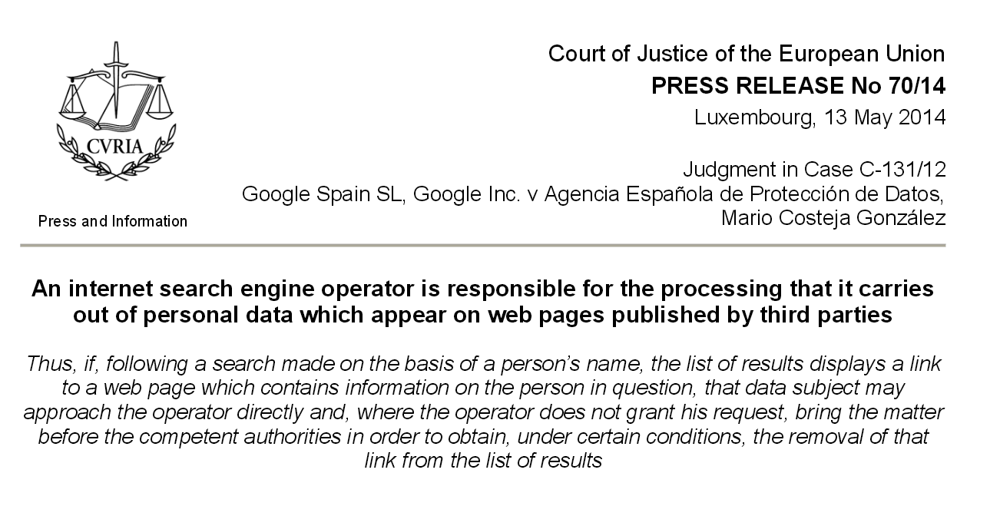 Court of Justice of the European Union
PRESS RELEASE No 70/14
Luxembourg, 13 May 2014
Judgment in Case C-131/12
Google Spain SL, Google Inc. v Agencia Española de Protección de Datos,
Mario Costeja González
CVRIA
Press and Information
An internet search engine operator is responsible for the processing that it carries
out of personal data which appear on web pages published by third parties
Thus, if, following a search made on the basis of a person’s name, the list of results displays a link
to a web page which contains information on the person in question, that data subject may
approach the operator directly and, where the operator does not grant his request, bring the matter
before the competent authorities in order to obtain, under certain conditions, the removal of that
link from the list of results